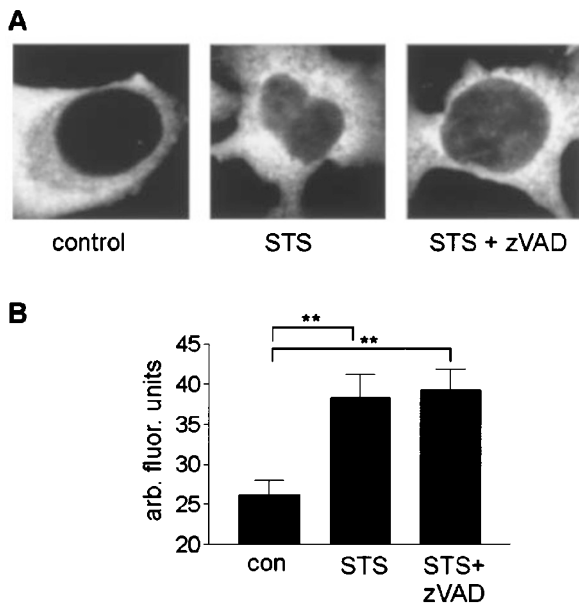 A
control
STS
STS + zVAD
B
**
**
arb. fluor. units
45
40
35
30
25
20
con
STS
STS+
zVAD